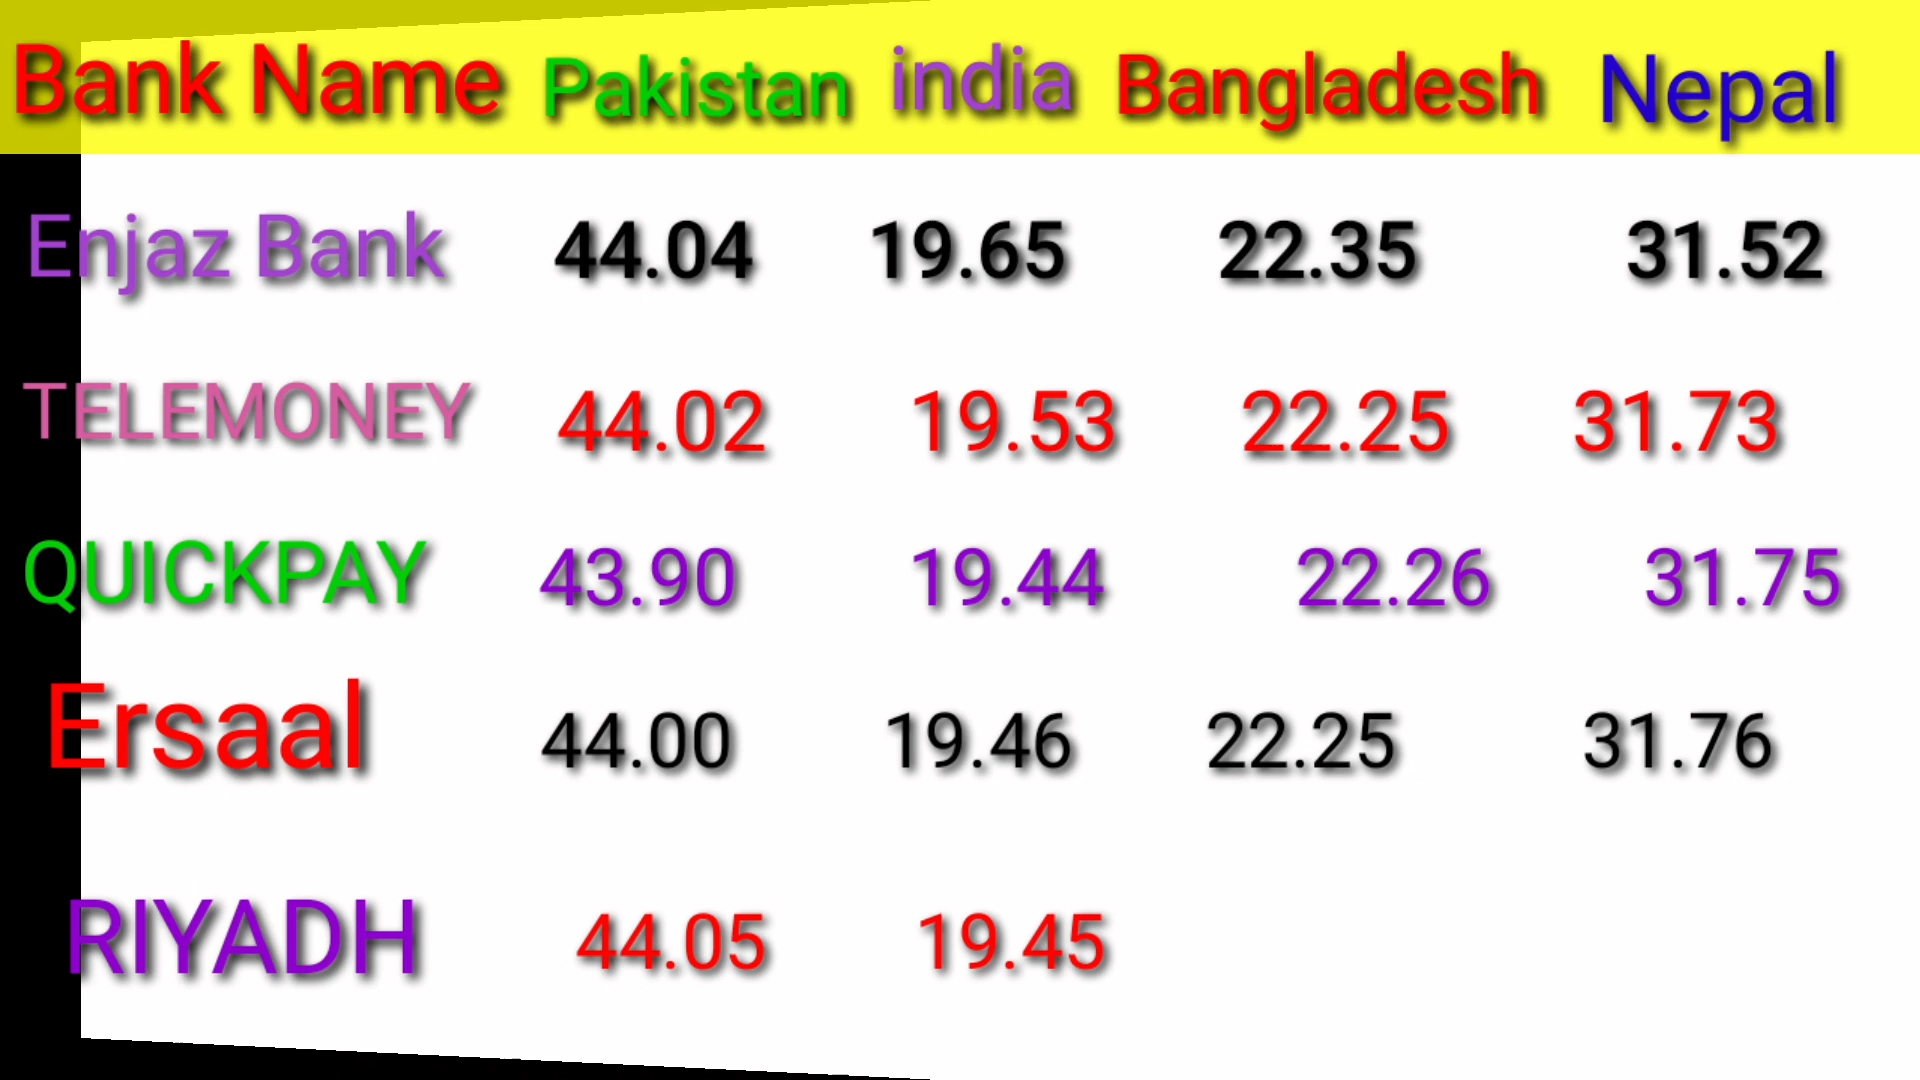 Bank Name Pakistan india Bangladesh Nepal
Enjaz Bank 44.04 19.65 22.35 31.52
TELEMONEY 44.02 19.53 22.25 31.73
QUICKPAY 43.90 19.44 22.26 31.75
Ersaal 44.00 19.46 22.25 31.76
RIYADH 44.05 19.45